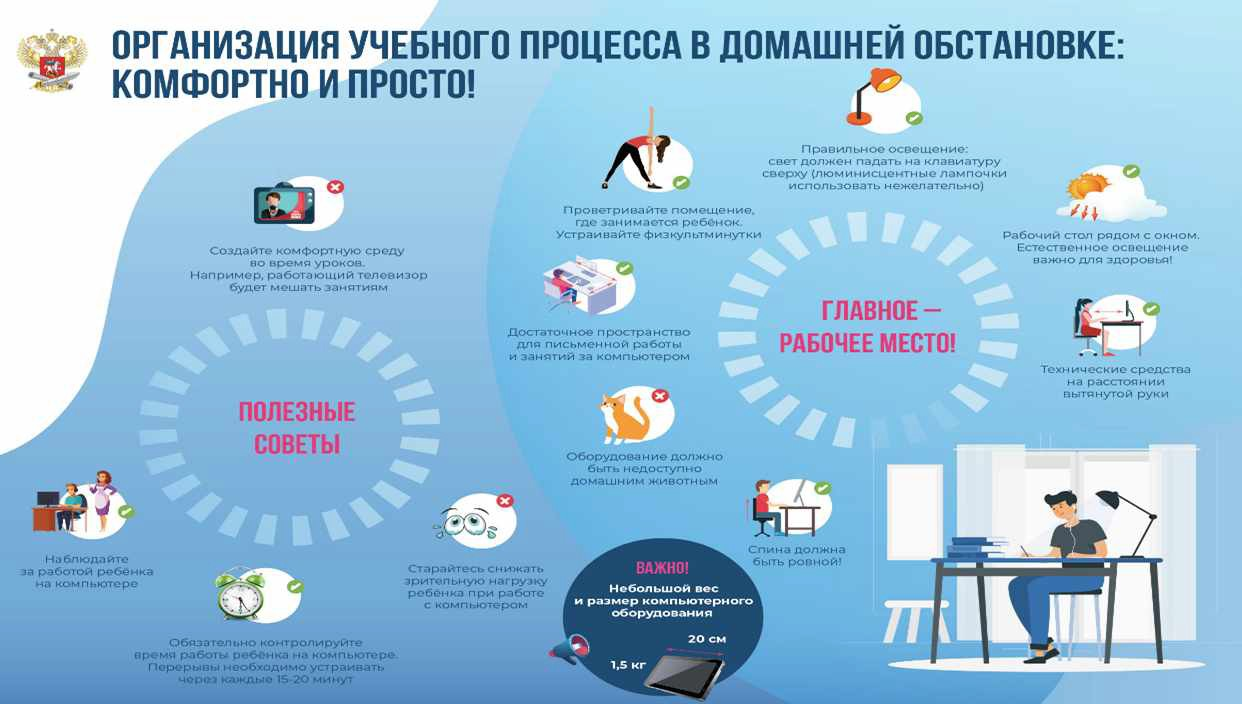 ОРГАНИЗАЦИЯ УЧЕБНОГО ПРОЦЕССА В ДОМАШНЕЙ ОБСТАНОВКЕ:
КОМФОРТНО И ПРОСТО!
Создайте комфортную среду
во время уроков.
Например, работающий телевизор
будет мешать занятиям
ПОЛЕЗНЫЕ
СОВЕТЫ
Наблюдайте
за работой ребёнка
на компьютере
Обязательно контролируйте
время работы ребёнка на компьютере.
Перерывы необходимо устраивать
через каждые 15-20 минут
Старайтесь снижать
зрительную нагрузку
ребёнка при работе
с компьютером
Проветривайте помещение,
где занимается ребёнок.
Устраивайте физкультминутки
Правильное освещение:
свет должен падать на клавиатуру
сверху (люминисцентные лампочки
использовать нежелательно)
Рабочий стол рядом с окном.
Естественное освещение
важно для здоровья!
Достаточное пространство
для письменной работы
и занятий за компьютером
ГЛАВНОЕ –
РАБОЧЕЕ МЕСТО!
Технические средства
на расстоянии
вытянутой руки
Оборудование должно
быть недоступно
домашним животным
Спина должна
быть ровной!
ВАЖНО!
Небольшой вес
и размер компьютерного
оборудования
20 см
1,5 кг